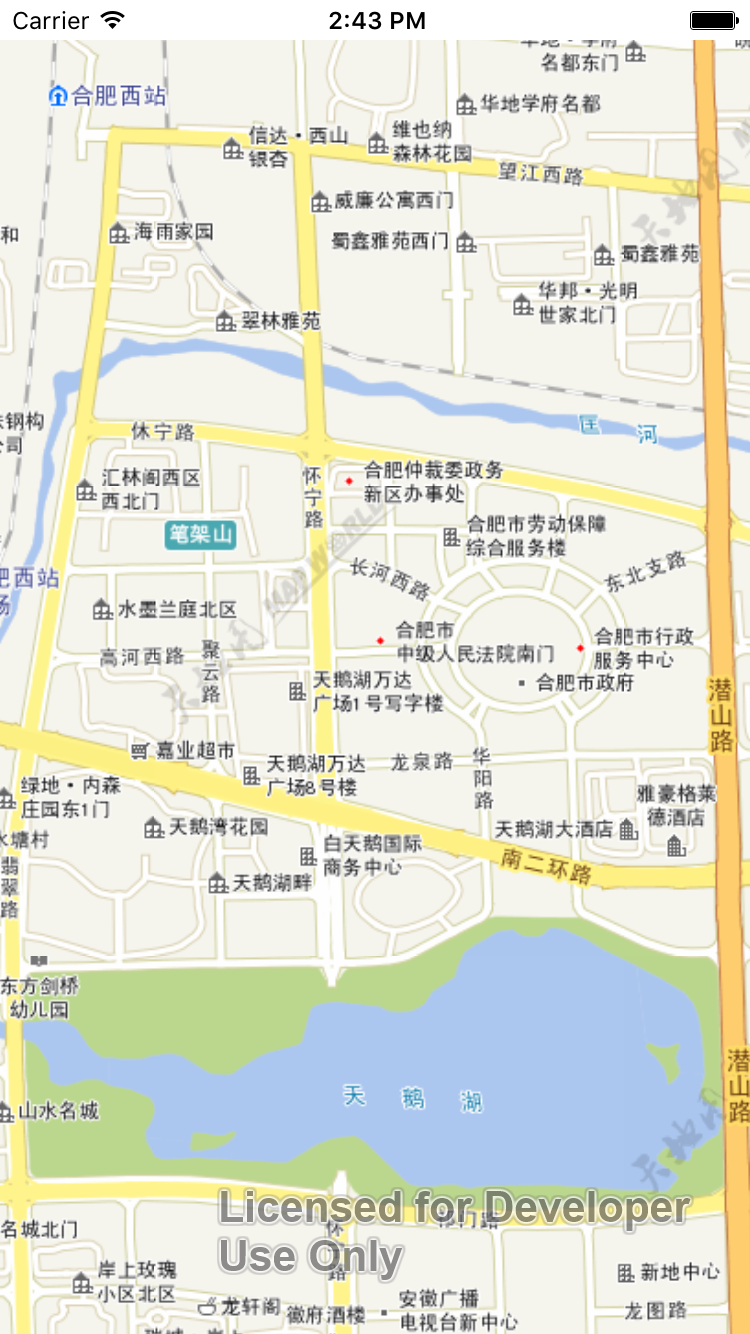 Carrier
2:43 PM
名都东门
合肥西站
华地学府名都
信达·西山
银杏
维也纳
森林花园
望江西路
威廉公寓西门
和
海雨家园
蜀鑫雅苑西门
蜀鑫雅苑
华邦·光明
世家北门
翠林雅苑
匡河
钢构
公司
休宁路
怀宁路
合肥仲裁委政务
新区办事处
汇林阁西区
西北门
笔架山
合肥市劳动保障
综合服务楼
长河西路
东北支路
肥西站
场
水墨兰庭北区
合肥市
中级人民法院南门
合肥市行政
服务中心
高河西路
聚云路
合肥市政府
天鹅湖万达
广场1号写字楼
潜山路
嘉业超市
天鹅湖万达
广场8号楼
龙泉路
华阳路
绿地·内森
庄园东1门
雅豪格莱
德酒店
天鹅湾花园
天鹅湖大酒店
水塘村
白天鹅国际
商务中心
南二环路
翡翠路
天鹅湖畔
东方剑桥
幼儿园
天鹅湖
潜山路
山水名城
Licensed for Developer
Use Only
祁门路
名城北门
岸上玫瑰
小区北区
新地中心
龙轩阁
徽府酒楼
安徽广播
电视台新中心
龙图路